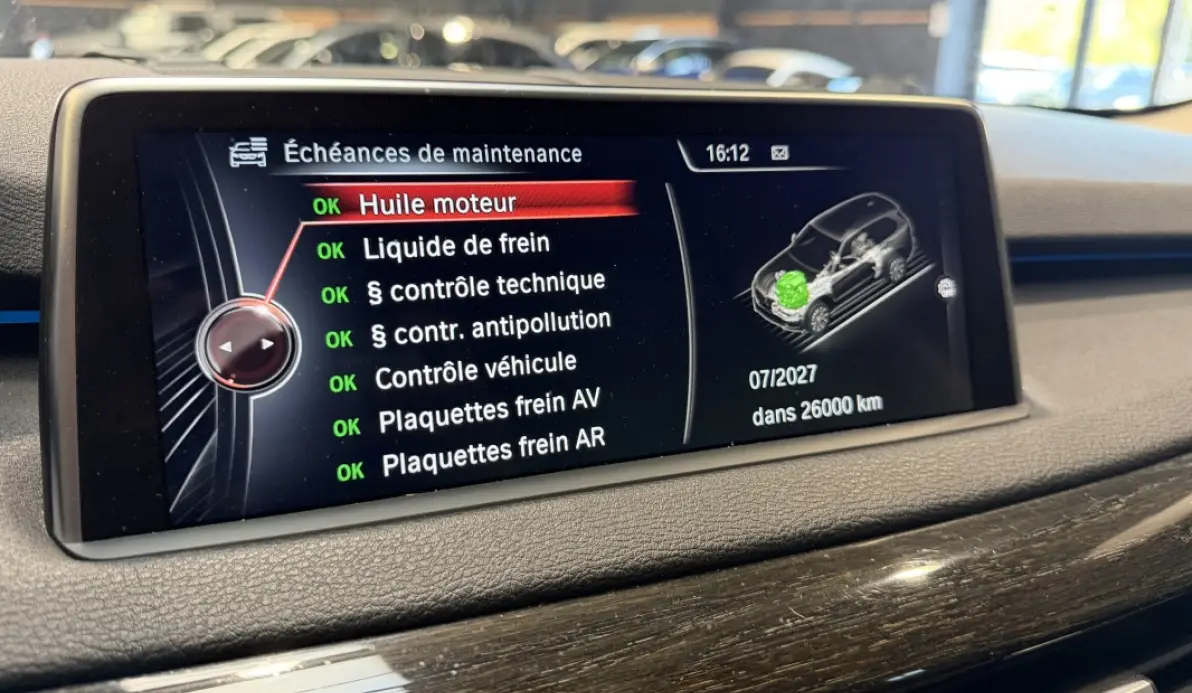 Échéances de maintenance
16:12
OK Huile moteur
OK Liquide de frein
OK § contrôle technique
OK § contr. antipollution
OK Contrôle véhicule
OK Plaquettes frein AV
OK Plaquettes frein AR
07/2027
dans 26000 km